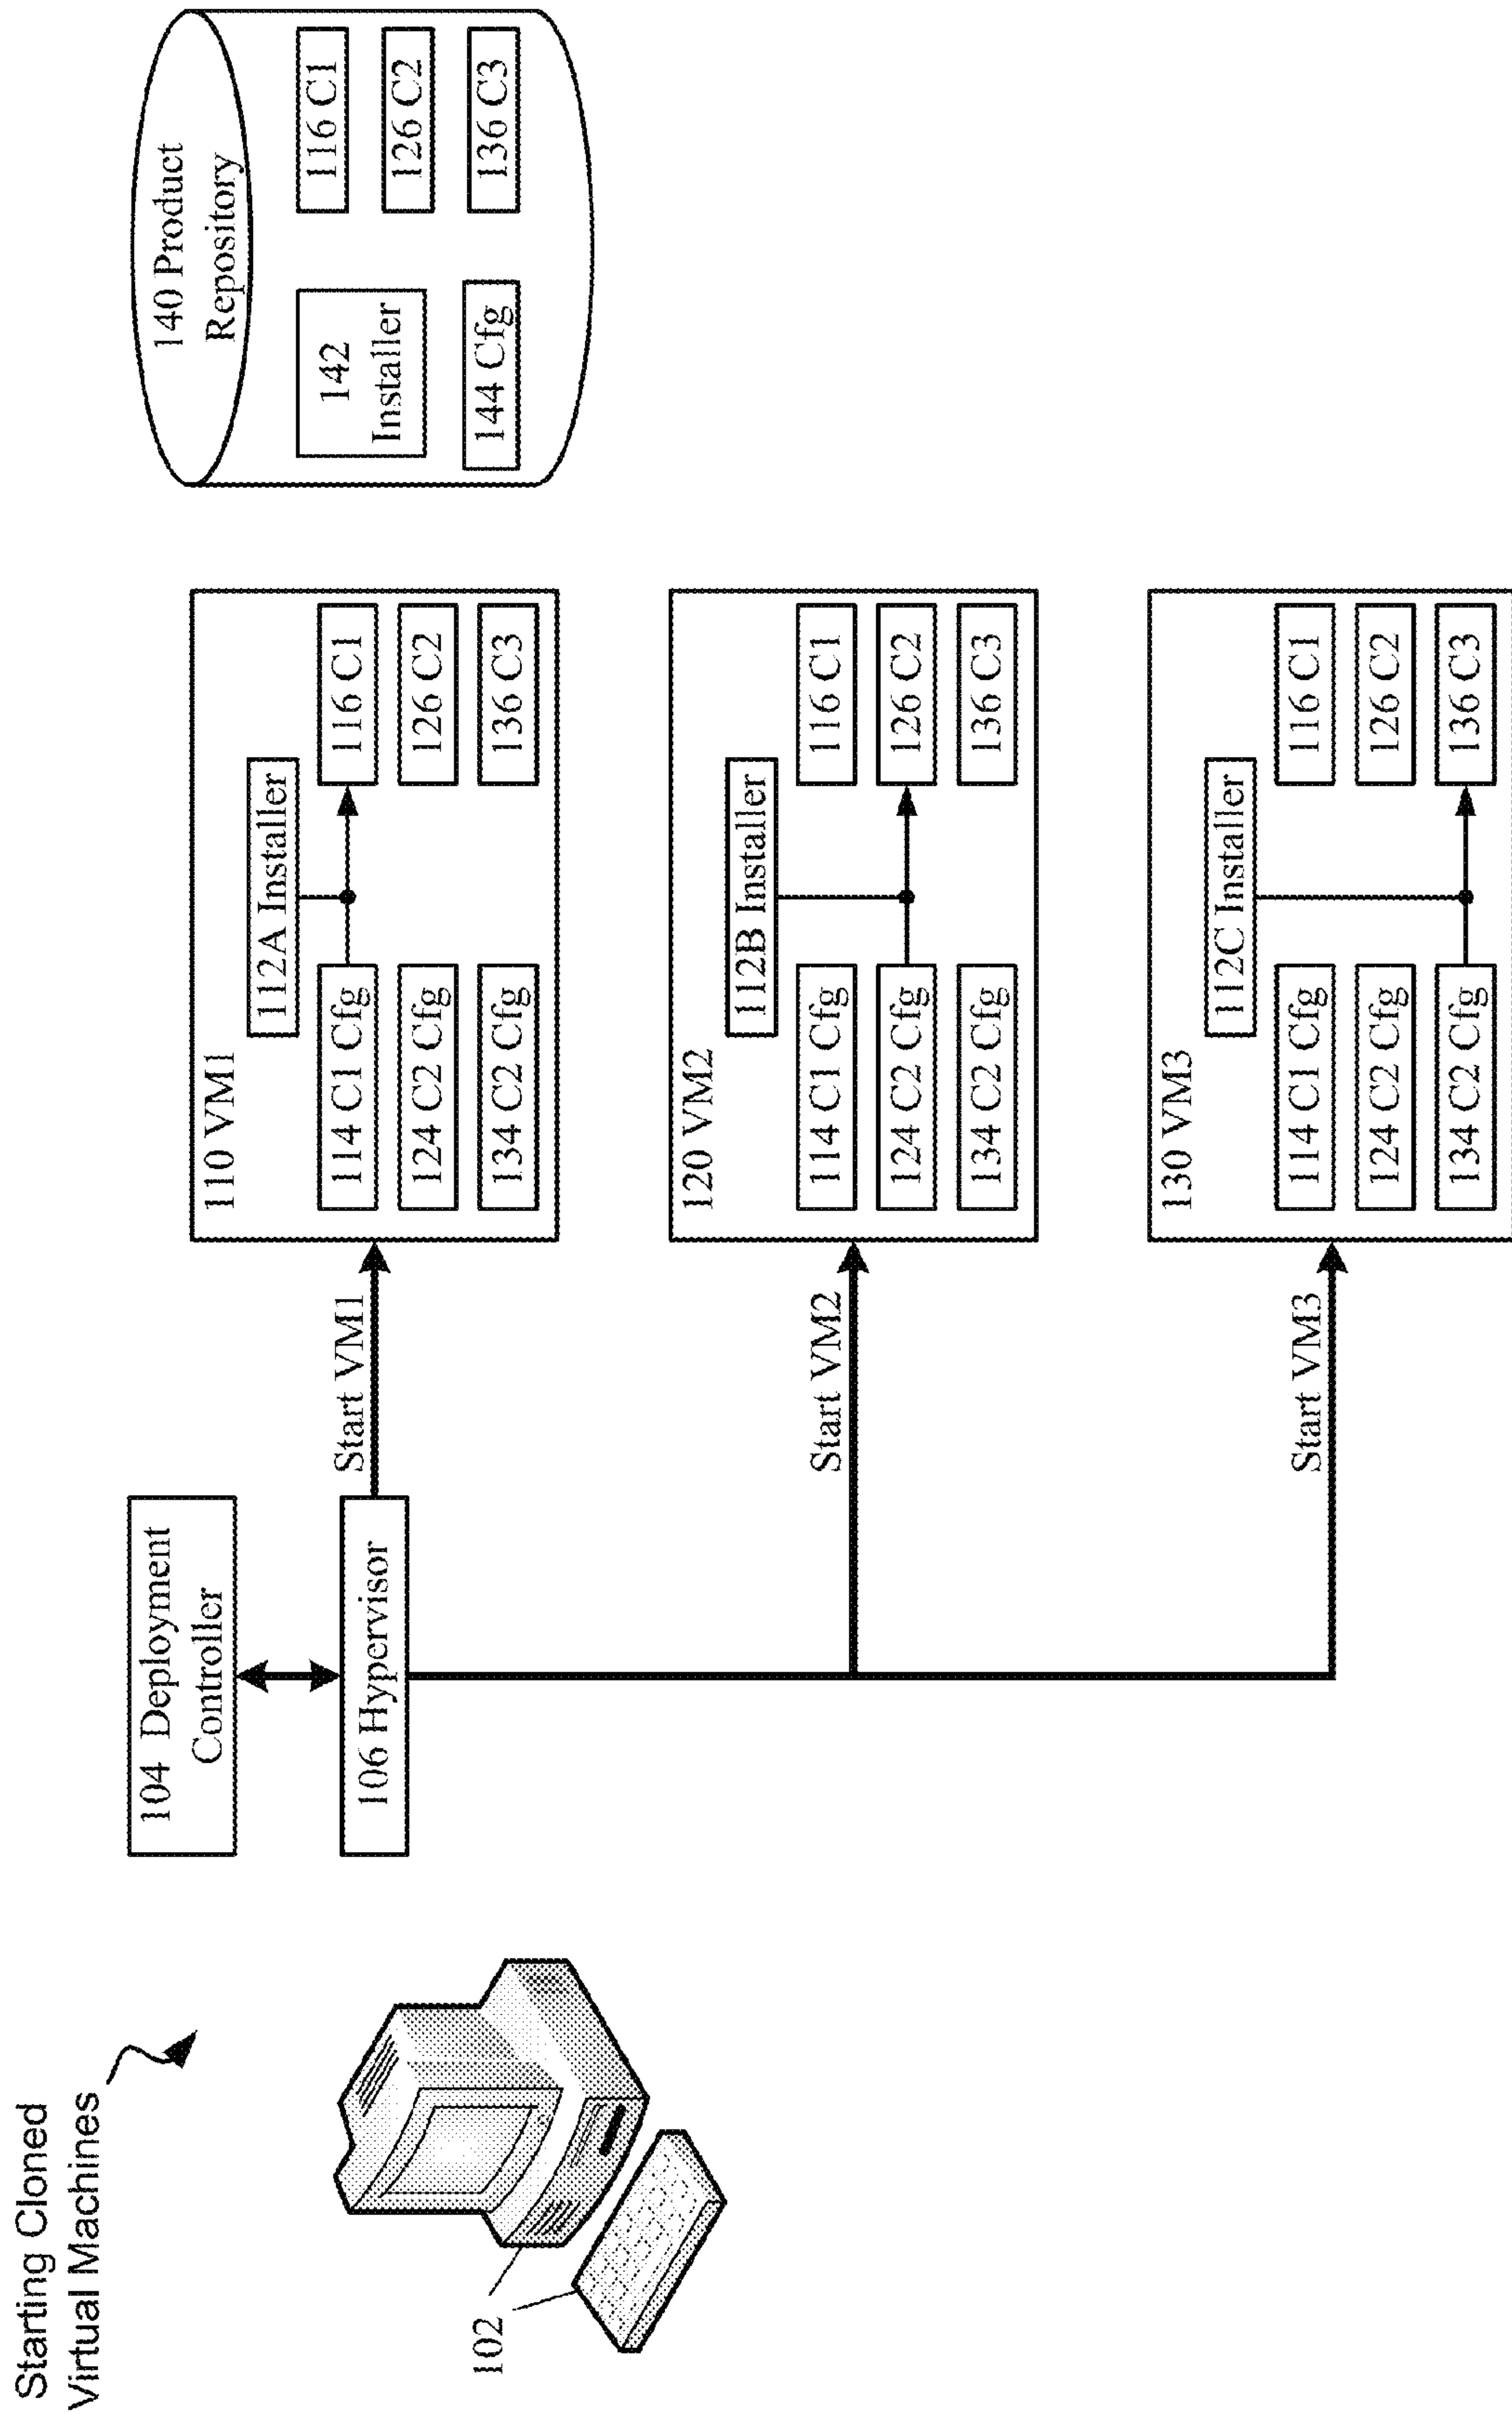 Starting Cloned
Virtual Machines
102
104 Deployment
Controller
106 Hypervisor
Start VM1
Start VM2
Start VM3
110 VM1
112A Installer
114 C1 Cfg
116 C1
124 C2 Cfg
126 C2
134 C2 Cfg
136 C3
120 VM2
112B Installer
114 C1 Cfg
116 C1
124 C2 Cfg
126 C2
134 C2 Cfg
136 C3
130 VM3
112C Installer
114 C1 Cfg
116 C1
124 C2 Cfg
126 C2
134 C2 Cfg
136 C3
140 Product
Repository
142
Installer
144 Cfg
116 C1
126 C2
136 C3